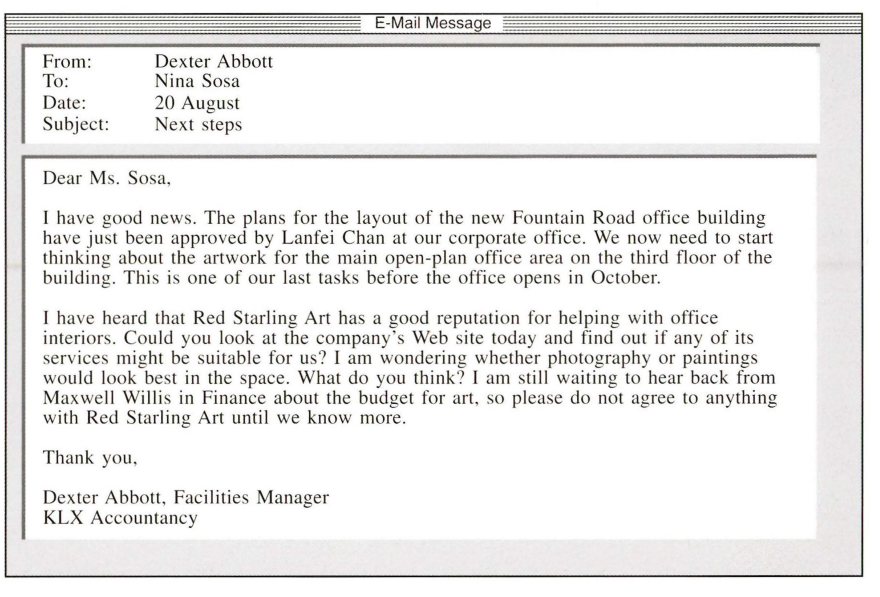 E-Mail Message
From: Dexter Abbott
To: Nina Sosa
Date: 20 August
Subject: Next steps
Dear Ms. Sosa,
I have good news. The plans for the layout of the new Fountain Road office building
have just been approved by Lanfei Chan at our corporate office. We now need to start
thinking about the artwork for the main open-plan office area on the third floor of the
building. This is one of our last tasks before the office opens in October.
I have heard that Red Starling Art has a good reputation for helping with office
interiors. Could you look at the company's Web site today and find out if any of its
services might be suitable for us? I am wondering whether photography or paintings
would look best in the space. What do you think? I am still waiting to hear back from
Maxwell Willis in Finance about the budget for art, so please do not agree to anything
with Red Starling Art until we know more.
Thank you,
Dexter Abbott, Facilities Manager
KLX Accountancy